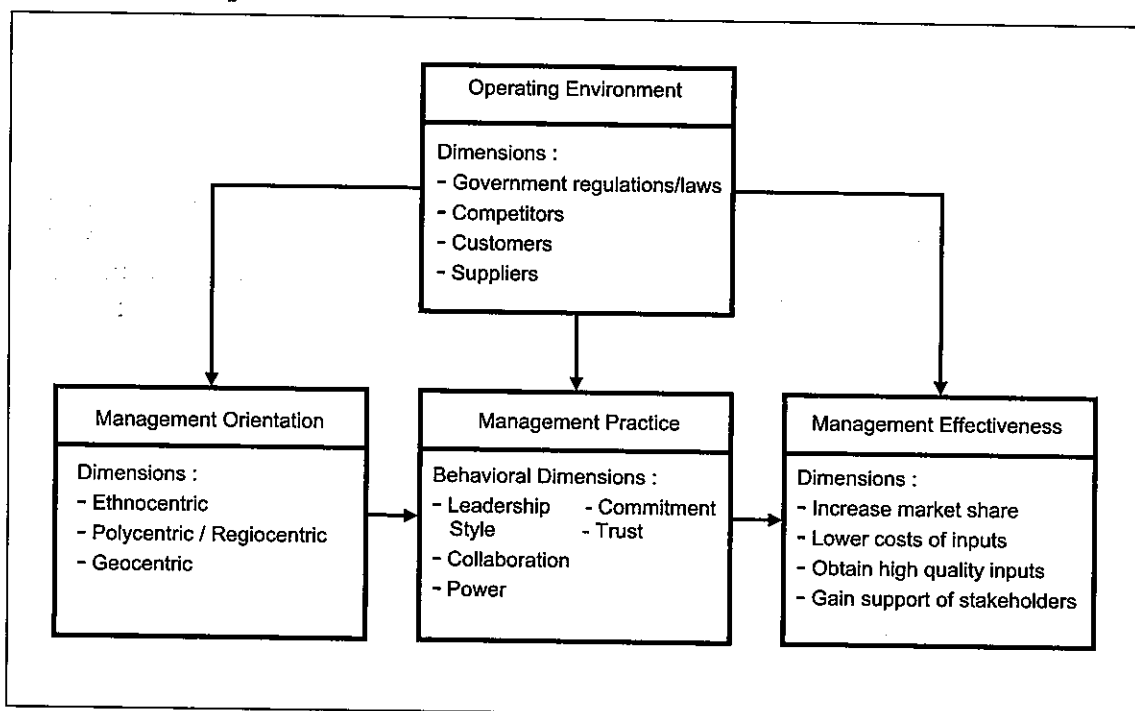 Operating Environment
Dimensions :
- Government regulations/laws
- Competitors
- Customers
- Suppliers
Management Orientation
Dimensions :
- Ethnocentric
- Polycentric / Regiocentric
- Geocentric
Management Practice
Behavioral Dimensions :
- Leadership Style
- Collaboration
- Power
- Commitment
- Trust
Management Effectiveness
Dimensions :
- Increase market share
- Lower costs of inputs
- Obtain high quality inputs
- Gain support of stakeholders